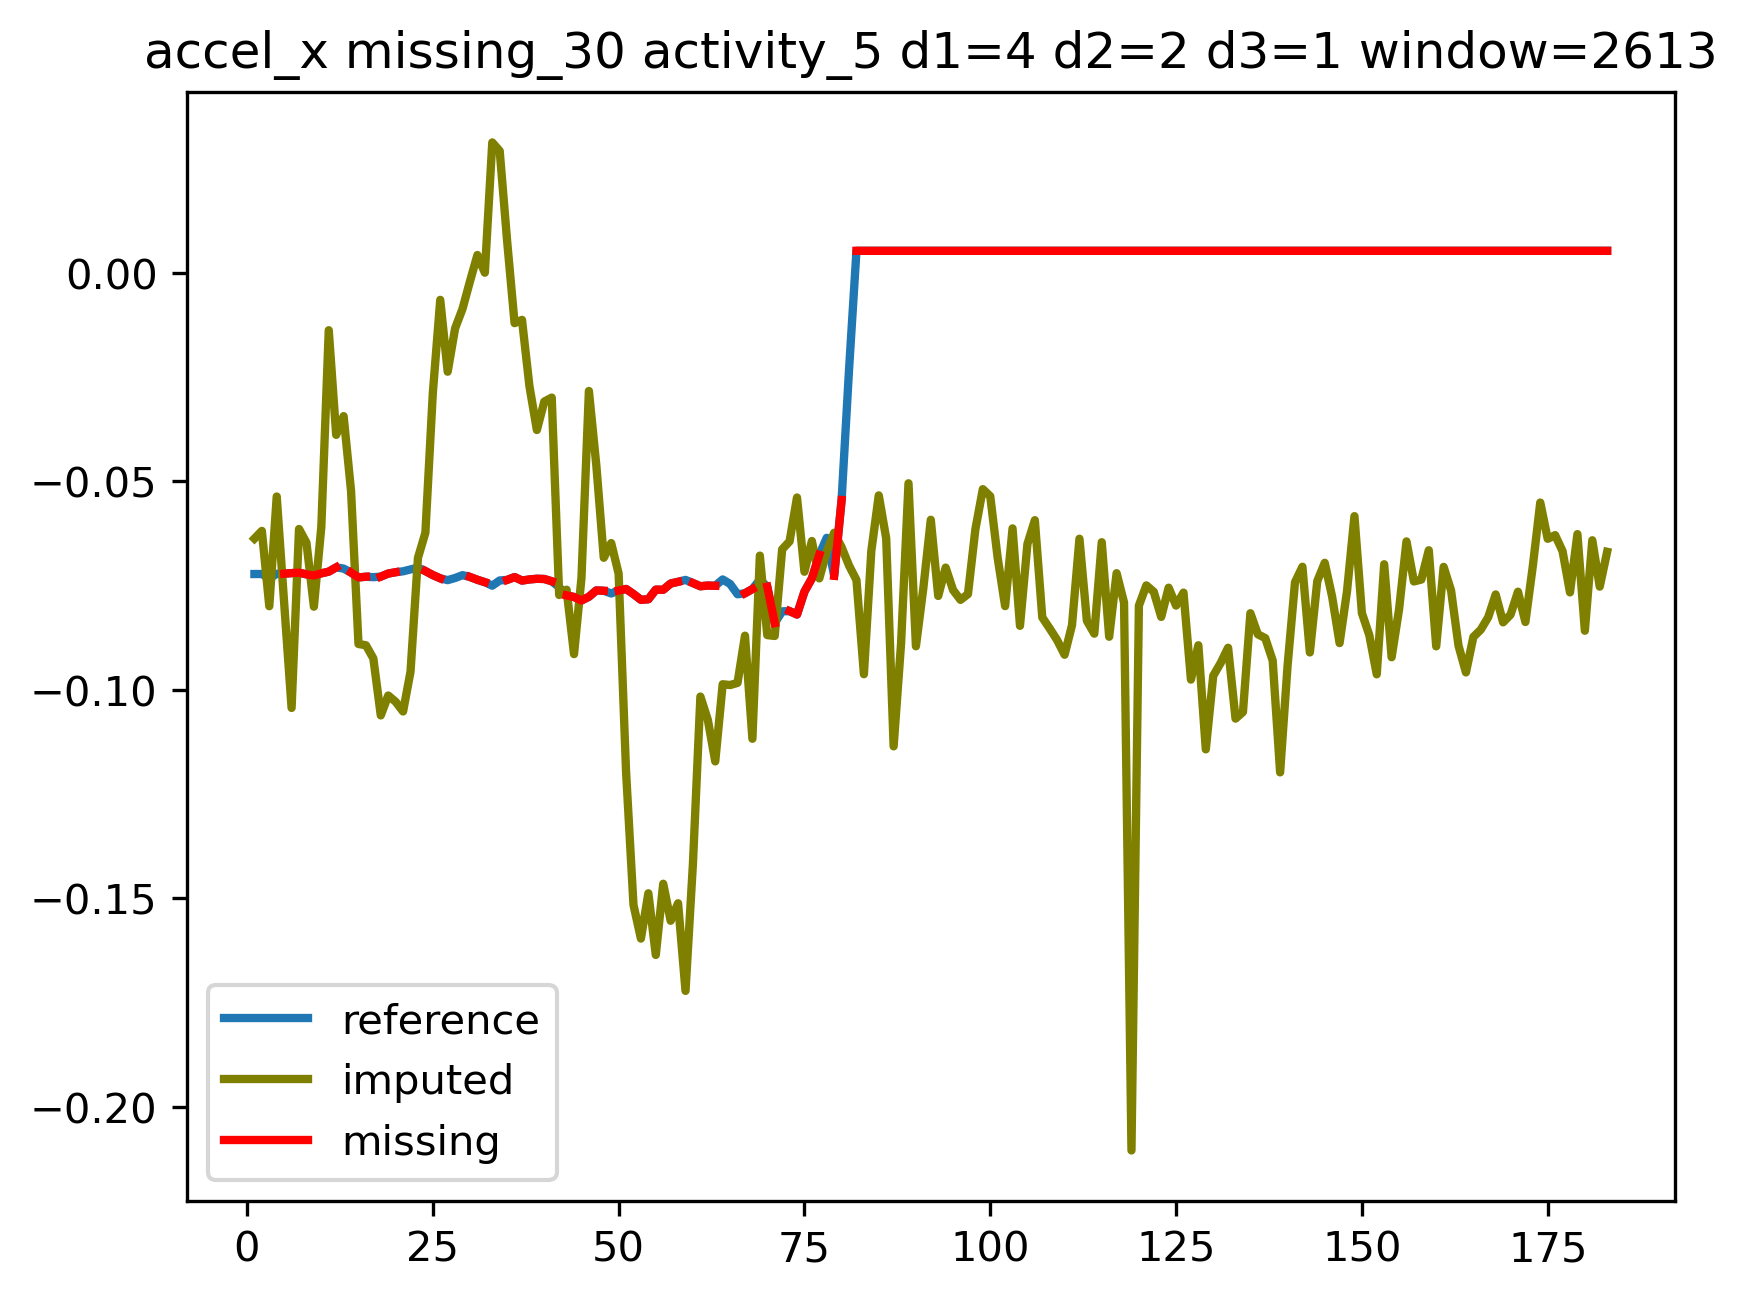 accel_x missing_30 activity_5 d1=4 d2=2 d3=1 window=2613
0.00
−0.05
−0.10
−0.15
−0.20
reference
imputed
missing
0 25 50 75 100 125 150 175